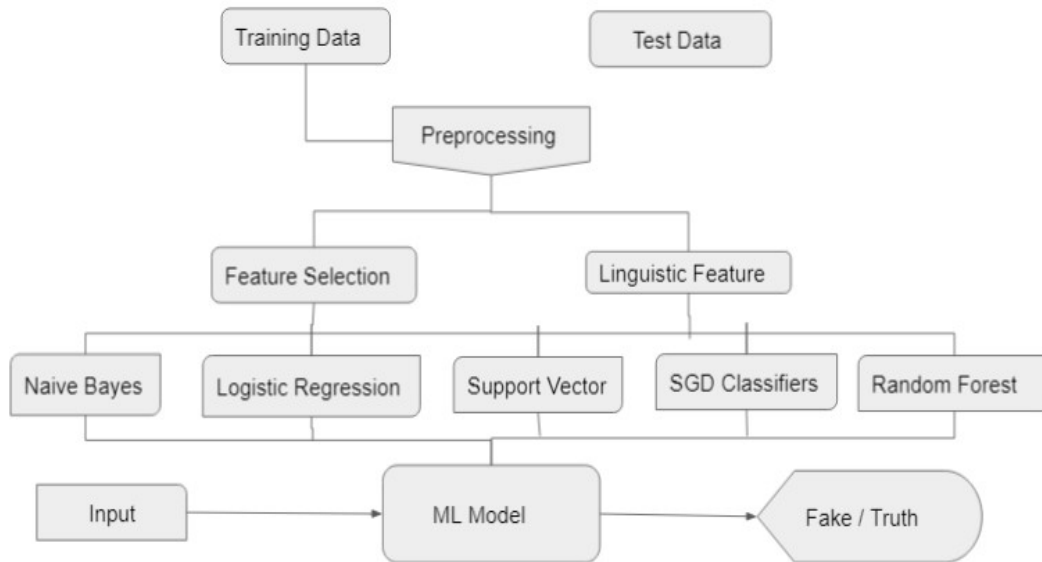 Training Data
Test Data
Preprocessing
Feature Selection
Linguistic Feature
Naive Bayes
Logistic Regression
Support Vector
SGD Classifiers
Random Forest
Input
ML Model
Fake / Truth